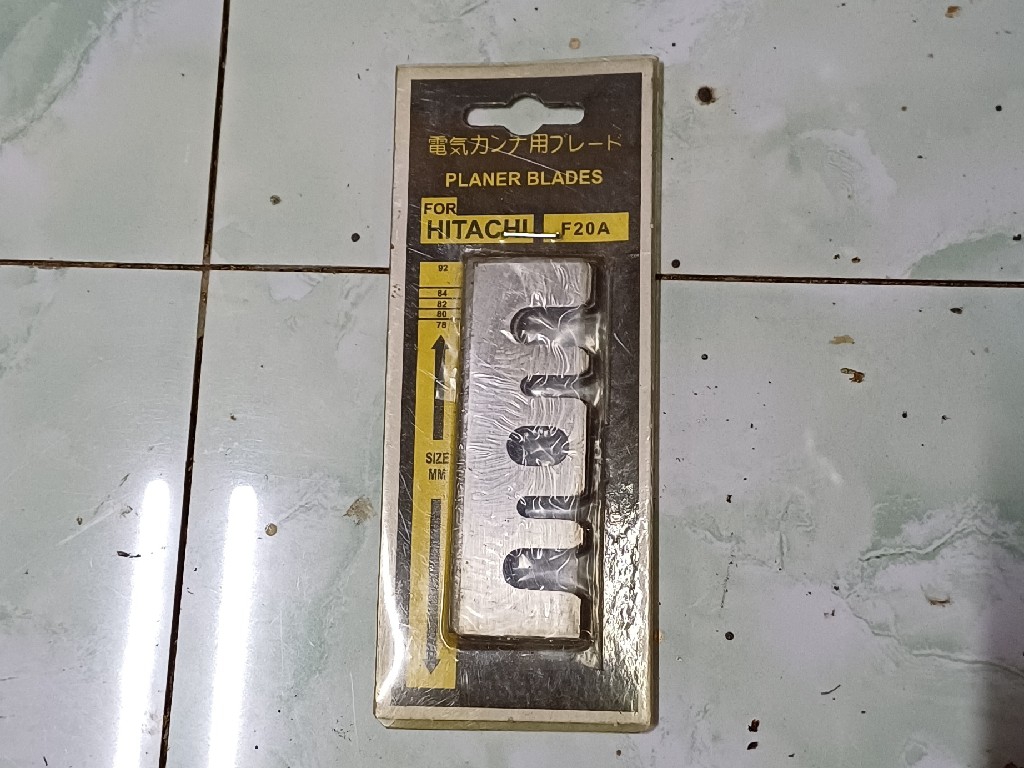 電気カンナ用ブレード
PLANER BLADES
FOR
HITACHI F20A
92
84
82
80
78
SIZE
MM